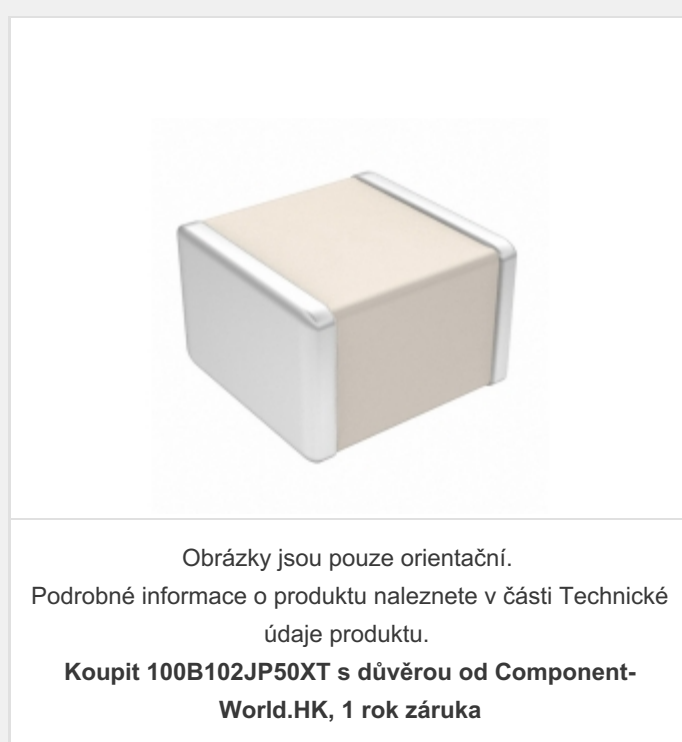 Obrázky jsou pouze orientační.
Podrobné informace o produktu naleznete v části Technické
údaje produktu.
Koupit 100B102JP50XT s důvěrou od Component-
World.HK, 1 rok záruka